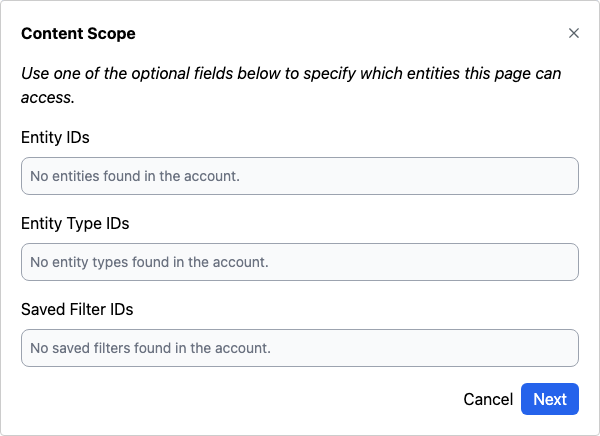 Content Scope
Use one of the optional fields below to specify which entities this page can
access.
Entity IDs
No entities found in the account.
Entity Type IDs
No entity types found in the account.
Saved Filter IDs
No saved filters found in the account.
Cancel Next